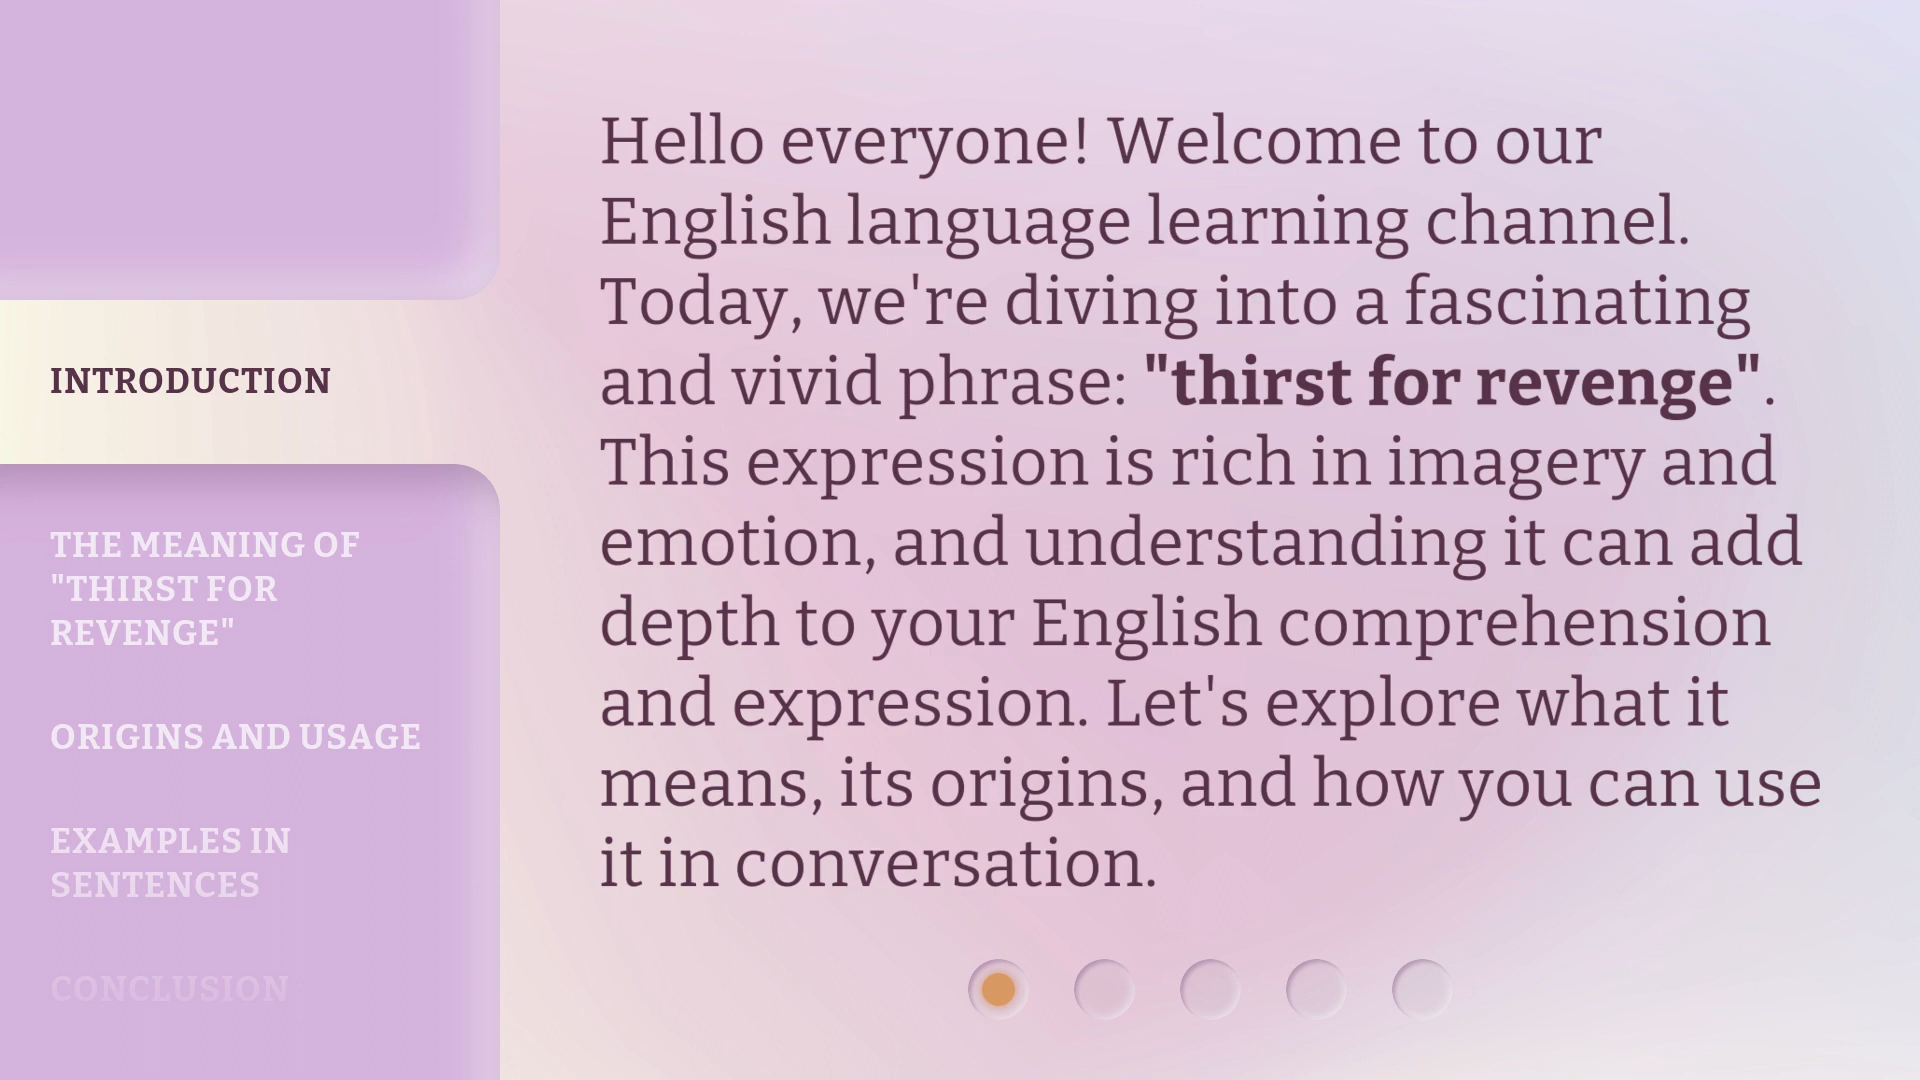 INTRODUCTION
THE MEANING OF
"THIRST FOR
REVENGE"
ORIGINS AND USAGE
EXAMPLES IN
SENTENCES
CONCLUSION
Hello everyone! Welcome to our
English language learning channel.
Today, we're diving into a fascinating
and vivid phrase: "thirst for revenge".
This expression is rich in imagery and
emotion, and understanding it can add
depth to your English comprehension
and expression. Let's explore what it
means, its origins, and how you can use
it in conversation.